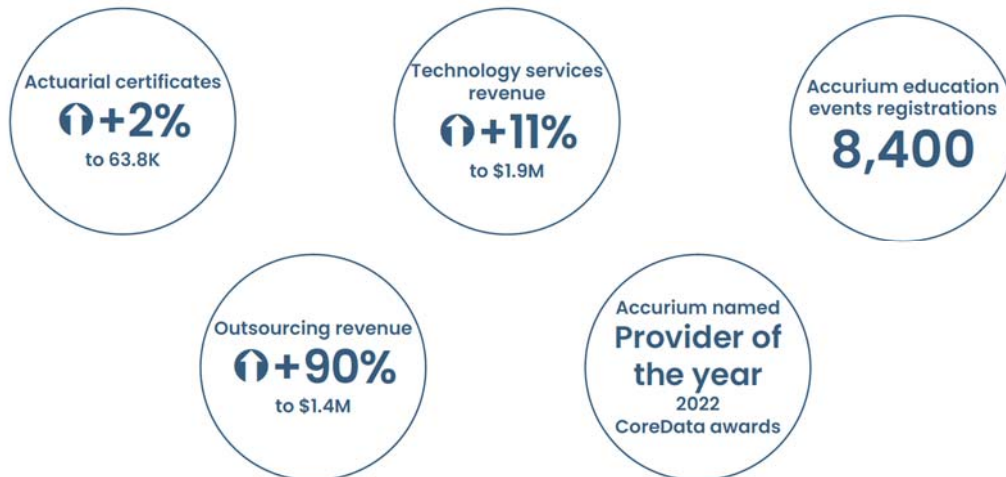 Actuarial certificates
+2%
to 63.8K
Technology services
revenue
+11%
to $1.9M
Accurium education
events registrations
8,400
Outsourcing revenue
+90%
to $1.4M
Accurium named
Provider of
the year
2022
CoreData awards